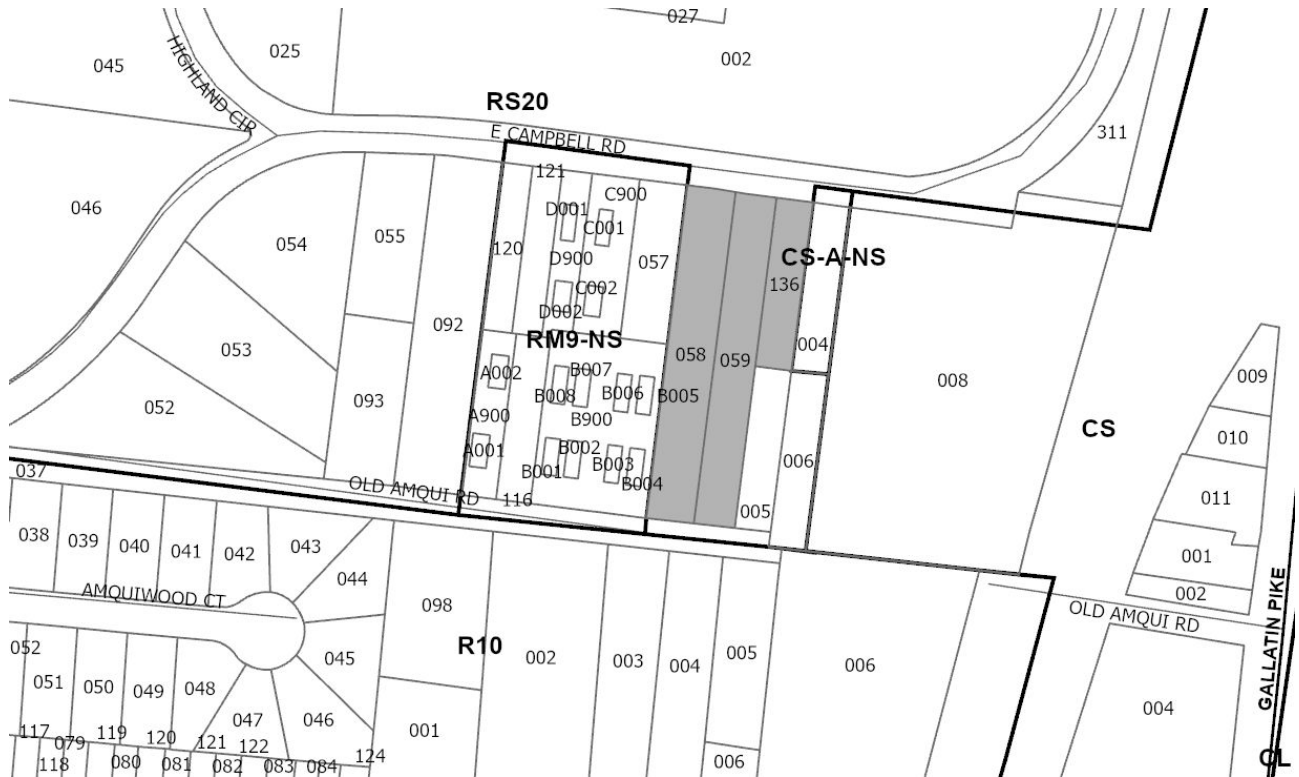 027
045
025
002
HIGHLAND CIR
RS20
E CAMPBELL RD
311
121
C900
046
D001
C001
054
055
120
D900
057
CS-A-NS
136
C002
D002
092
RM9-NS
004
053
058
059
008
009
A002
B007
B008
B006
B005
052
093
A900
B900
CS
010
A001
B002
B001
B003
B004
006
037
OLD AMQUI RD
116
005
011
038
039
040
041
042
043
001
044
002
AMQUIWOOD CT
098
OLD AMQUI RD
GALLATIN PIKE
R10
052
045
002
003
004
005
006
051
050
049
048
047
046
001
004
117
079
119
120
121
122
124
118
080
081
082
083
084
006
CL